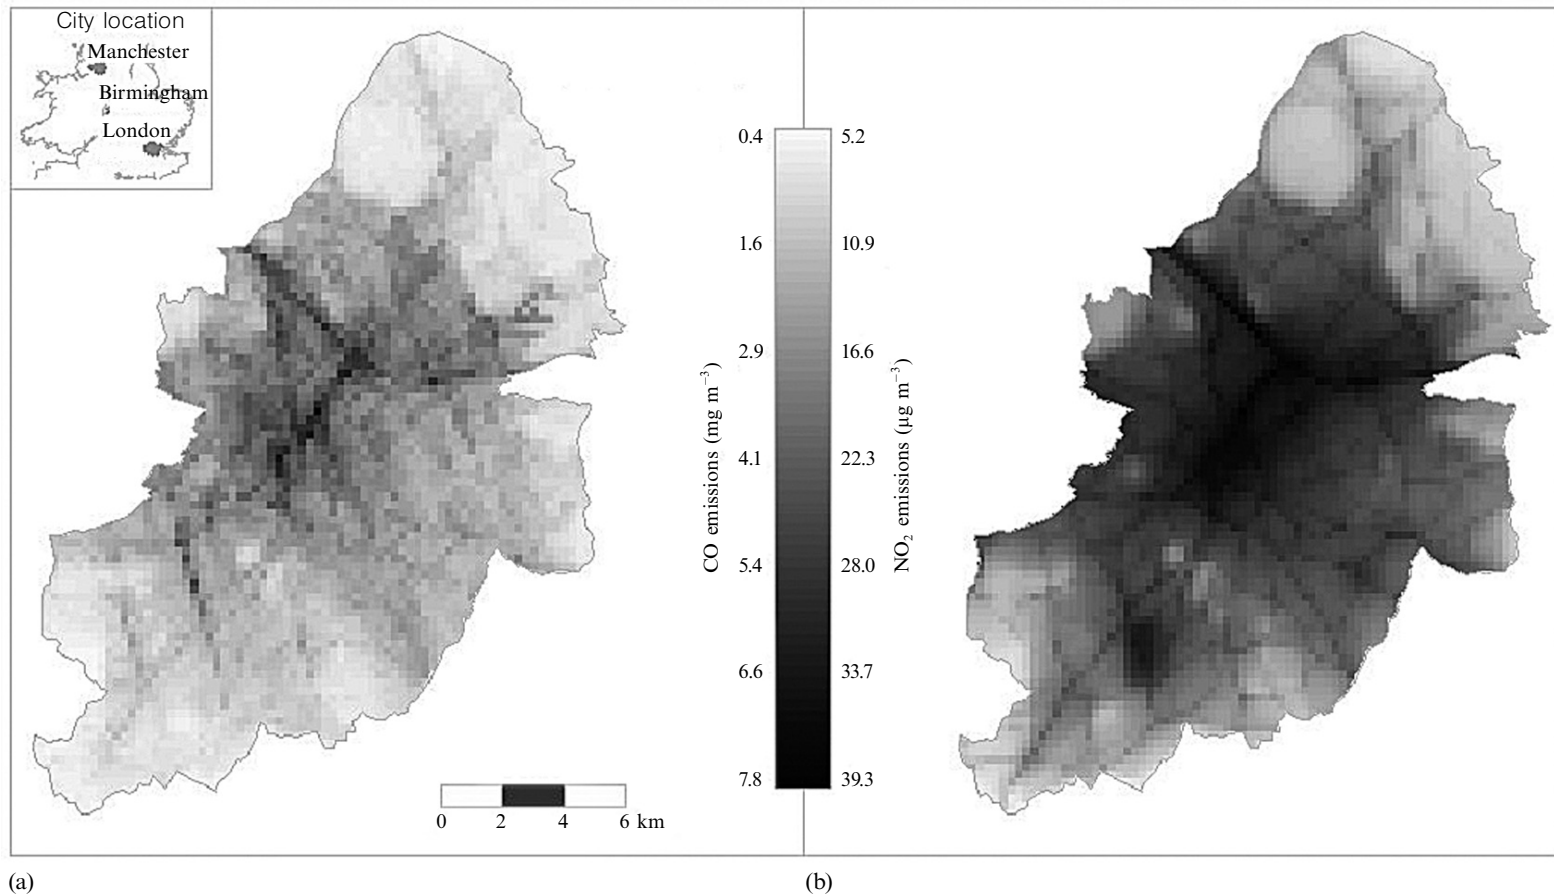 City location
Manchester
Birmingham
London
0.4
5.2
1.6
10.9
2.9
16.6
4.1
22.3
5.4
28.0
6.6
33.7
7.8
39.3
CO emissions (mg m⁻³)
NO₂ emissions (μg m⁻³)
0 2 4 6 km
(a)
(b)